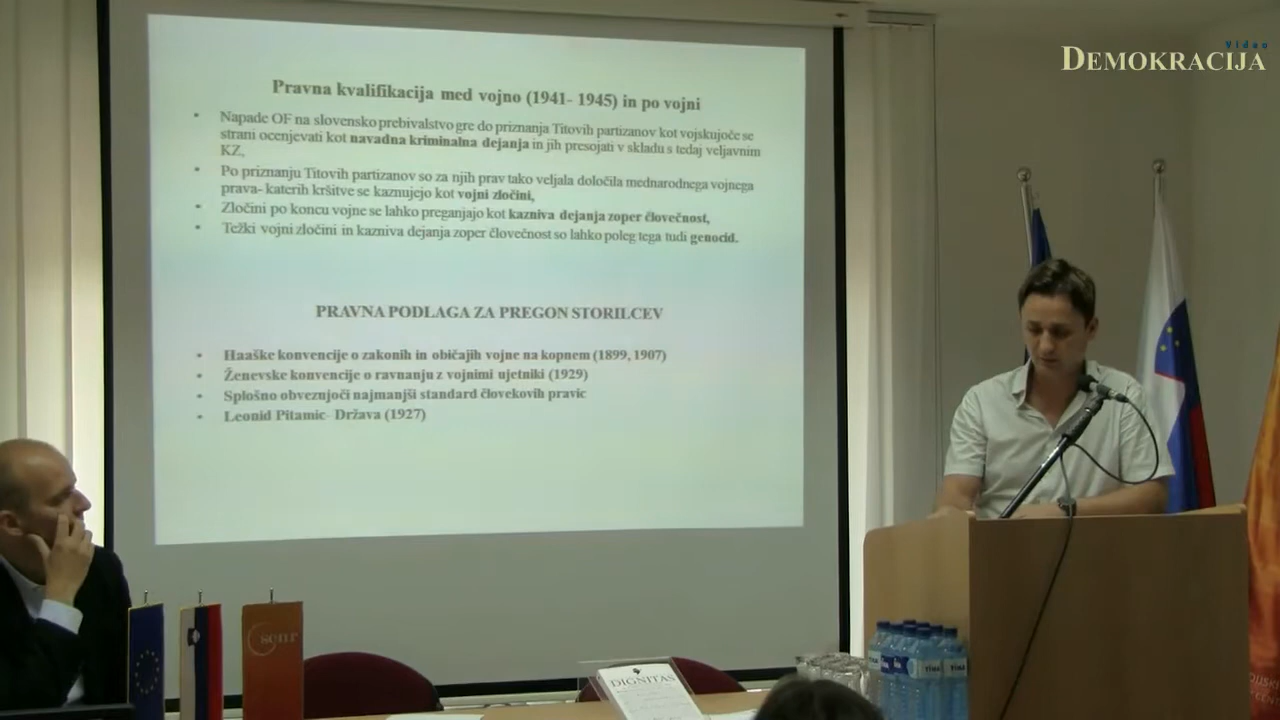 Video
DEMOKRACIJA
Pravna kvalifikacija med vojno (1941- 1945) in po vojni
• Napade OF na slovensko prebivalstvo gre do priznanja Titovih partizanov kot vojskujoče se
strani ocenjevati kot navadna kriminalna dejanja in jih presojati v skladu s tedaj veljavnim
KZ,
• Po priznanju Titovih partizanov so za njih prav tako veljala določila mednarodnega vojnega
prava- katerih kršitve se kaznujejo kot vojni zločini,
• Zločini po koncu vojne se lahko preganjajo kot kazniva dejanja zoper človečnost,
• Težki vojni zločini in kazniva dejanja zoper človečnost so lahko poleg tega tudi genocid.
PRAVNA PODLAGA ZA PREGON STORILCEV
• Haaške konvencije o zakonih in običajih vojne na kopnem (1899, 1907)
• Ženevske konvencije o ravnanju z vojnimi ujetniki (1929)
• Splošno obvezujoči najmanjši standard človekovih pravic
• Leonid Pitamic- Država (1927)
DIGNITAS